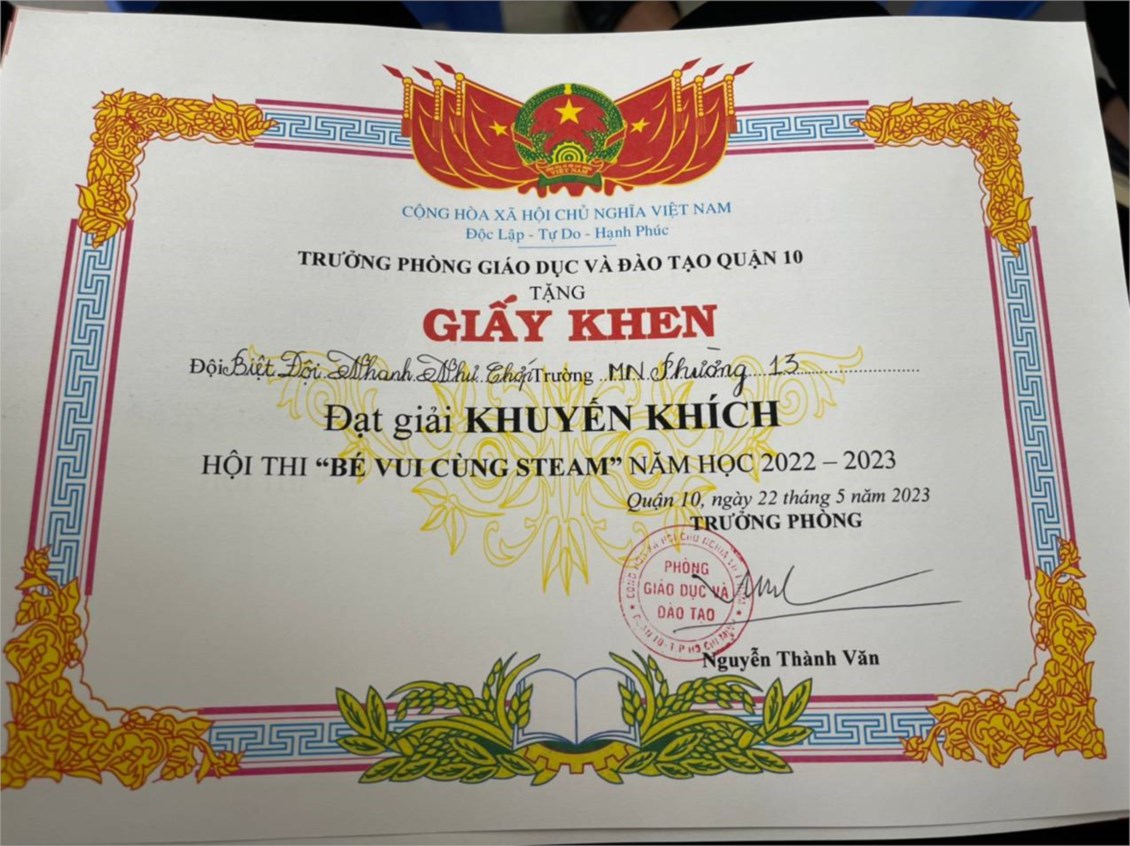 CỘNG HÒA XÃ HỘI CHỦ NGHĨA VIỆT NAM
Độc Lập - Tự Do - Hạnh Phúc
TRƯỞNG PHÒNG GIÁO DỤC VÀ ĐÀO TẠO QUẬN 10
TẶNG
GIẤY KHEN
Đội Biệt Đội Nhanh Như Chớp Trường MN Phường 13
Đạt giải KHUYẾN KHÍCH
HỘI THI “BÉ VUI CÙNG STEAM” NĂM HỌC 2022 – 2023
Quận 10, ngày 22 tháng 5 năm 2023
TRƯỞNG PHÒNG
PHÒNG
GIÁO DỤC VÀ
ĐÀO TẠO
Nguyễn Thành Văn